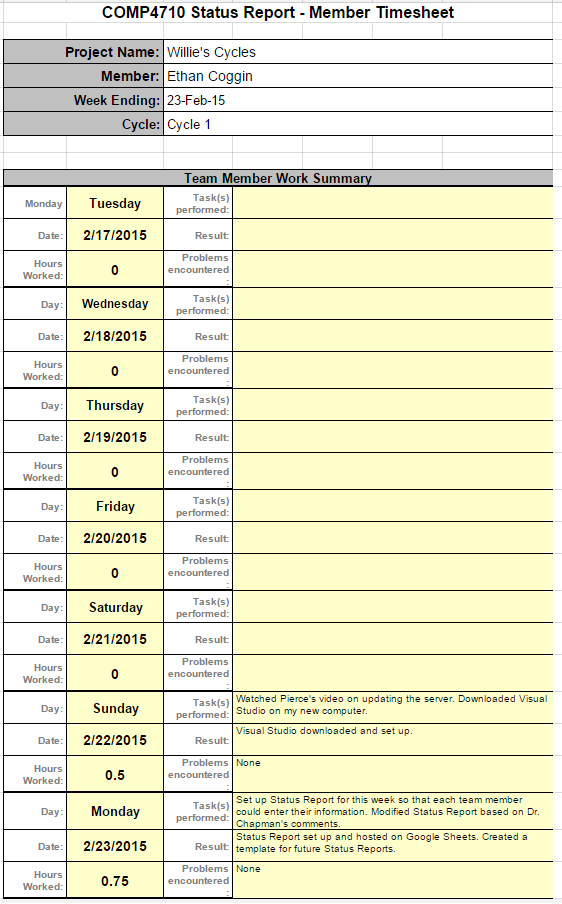 COMP4710 Status Report - Member Timesheet
Project Name: Willie's Cycles
Member: Ethan Coggin
Week Ending: 23-Feb-15
Cycle: Cycle 1
Team Member Work Summary
Monday Tuesday Task(s) performed:
Date: 2/17/2015 Result:
Hours Worked: 0 Problems encountered :
Day: Wednesday Task(s) performed:
Date: 2/18/2015 Result:
Hours Worked: 0 Problems encountered :
Day: Thursday Task(s) performed:
Date: 2/19/2015 Result:
Hours Worked: 0 Problems encountered :
Day: Friday Task(s) performed:
Date: 2/20/2015 Result:
Hours Worked: 0 Problems encountered :
Day: Saturday Task(s) performed:
Date: 2/21/2015 Result:
Hours Worked: 0 Problems encountered :
Day: Sunday Task(s) performed: Watched Pierce's video on updating the server. Downloaded Visual
Studio on my new computer.
Date: 2/22/2015 Result: Visual Studio downloaded and set up.
Hours Worked: 0.5 Problems encountered : None
Day: Monday Task(s) performed: Set up Status Report for this week so that each team member
could enter their information. Modified Status Report based on Dr.
Chapman's comments.
Date: 2/23/2015 Result: Status Report set up and hosted on Google Sheets. Created a
template for future Status Reports.
Hours Worked: 0.75 Problems encountered : None